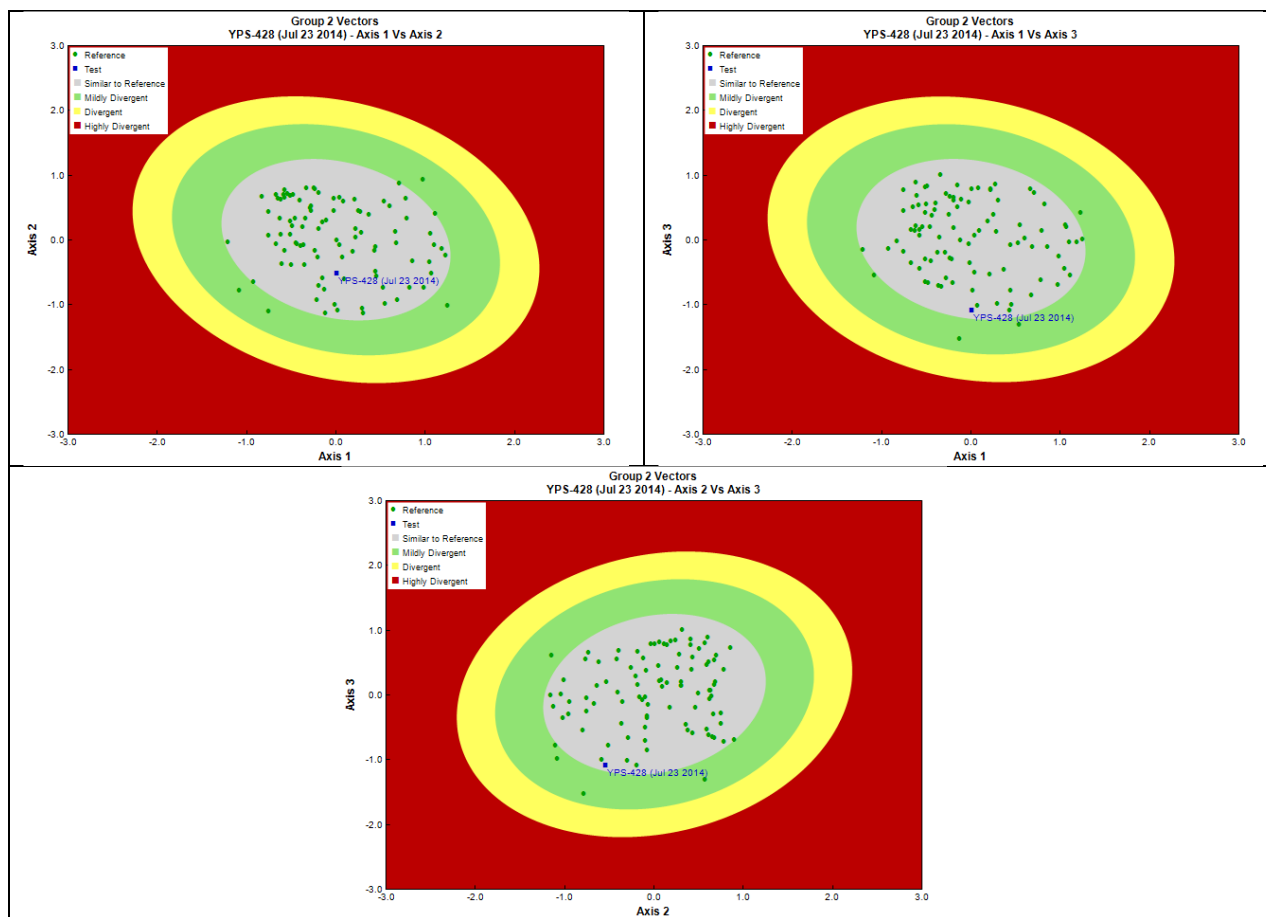 Group 2 Vectors
YPS-428 (Jul 23 2014) - Axis 1 Vs Axis 2
3.0
2.0
1.0
0.0
-1.0
-2.0
-3.0
Axis 2
Reference
Test
Similar to Reference
Mildly Divergent
Divergent
Highly Divergent
YPS-428 (Jul 23 2014)
-3.0 -2.0 -1.0 0.0 1.0 2.0 3.0
Axis 1
Group 2 Vectors
YPS-428 (Jul 23 2014) - Axis 1 Vs Axis 3
3.0
2.0
1.0
0.0
-1.0
-2.0
-3.0
Axis 3
Reference
Test
Similar to Reference
Mildly Divergent
Divergent
Highly Divergent
YPS-428 (Jul 23 2014)
-3.0 -2.0 -1.0 0.0 1.0 2.0 3.0
Axis 1
Group 2 Vectors
YPS-428 (Jul 23 2014) - Axis 2 Vs Axis 3
3.0
2.0
1.0
0.0
-1.0
-2.0
-3.0
Axis 3
Reference
Test
Similar to Reference
Mildly Divergent
Divergent
Highly Divergent
YPS-428 (Jul 23 2014)
-3.0 -2.0 -1.0 0.0 1.0 2.0 3.0
Axis 2